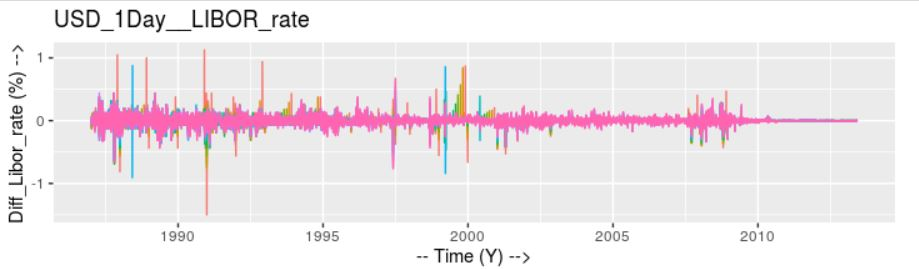 USD_1Day__LIBOR_rate
Diff_Libor_rate (%) -->
1
0
-1
1990 1995 2000 2005 2010
-- Time (Y) -->